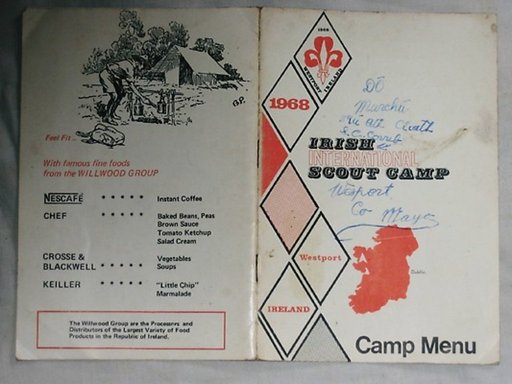 B.P.
Feel Fit...
With famous fine foods
from the WILLWOOD GROUP
NESCAFÉ ***** Instant Coffee
CHEF ***** Baked Beans, Peas
Brown Sauce
Tomato Ketchup
Salad Cream
CROSSE &
BLACKWELL ***** Vegetables
Soups
KEILLER ***** "Little Chip"
Marmalade
The Willwood Group are the Processors and
Distributors of the Largest Variety of Food
Products in the Republic of Ireland.
1968
WESTPORT IRELAND
1968
IRISH
INTERNATIONAL
SCOUT CAMP
Westport
Co Mayo
Westport
IRELAND
Dublin
Camp Menu